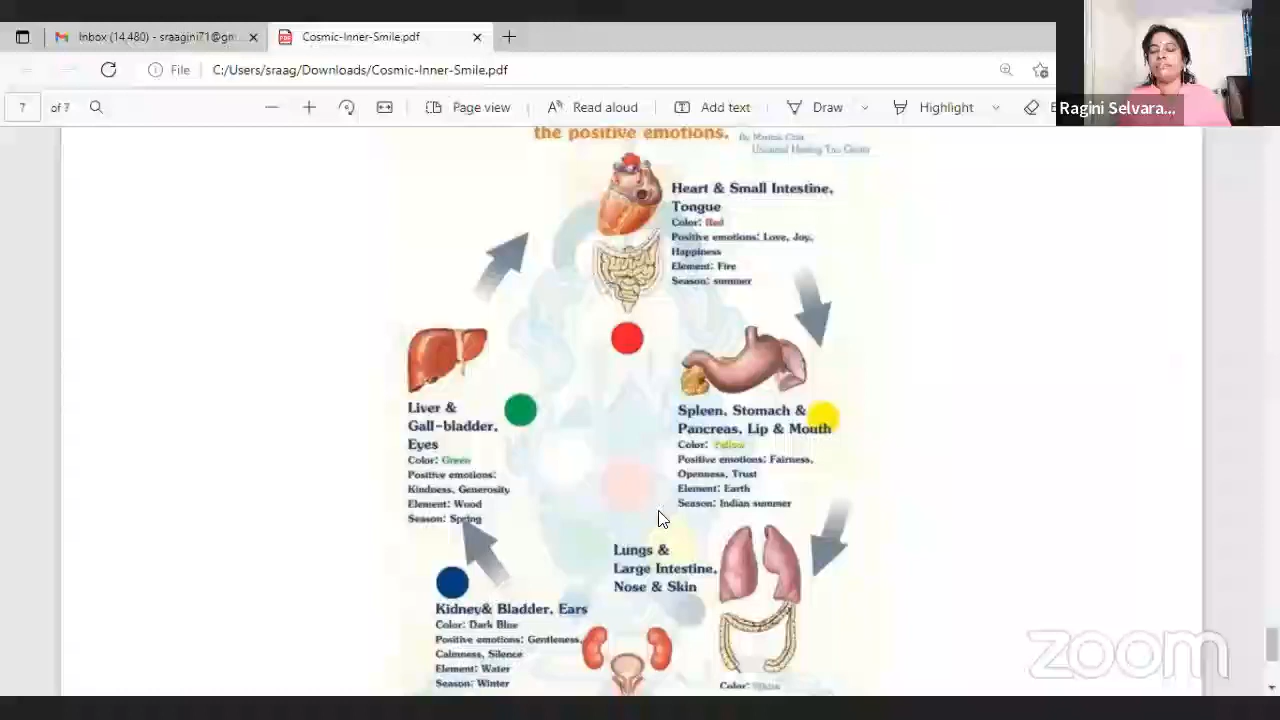 Inbox (14,480) - sraagini71@gm
Cosmic-Inner-Smile.pdf
File
C:/Users/sraag/Downloads/Cosmic-Inner-Smile.pdf
7 of 7
Page view
Read aloud
Add text
Draw
Highlight
Ragini Selvara...
the positive emotions.
Heart & Small Intestine,
Tongue
Color: Red
Positive emotions: Love, Joy,
Happiness
Element: Fire
Season: summer
Liver &
Gall-bladder,
Eyes
Color: Green
Positive emotions:
Kindness, Generosity
Element: Wood
Season: Spring
Spleen, Stomach &
Pancreas, Lip & Mouth
Color: Yellow
Positive emotions: Fairness,
Openness, Trust
Element: Earth
Season: Indian summer
Lungs &
Large Intestine,
Nose & Skin
Color: White
Kidney& Bladder, Ears
Color: Dark Blue
Positive emotions: Gentleness,
Calmness, Silence
Element: Water
Season: Winter
zoom